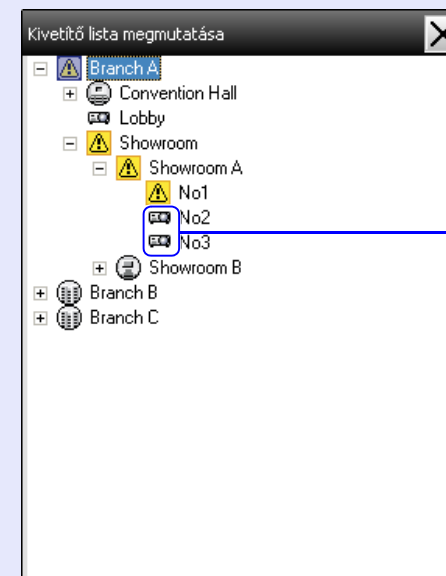 Kivetítő lista megmutatása
Branch A
Convention Hall
Lobby
Showroom
Showroom A
No1
No2
No3
Showroom B
Branch B
Branch C